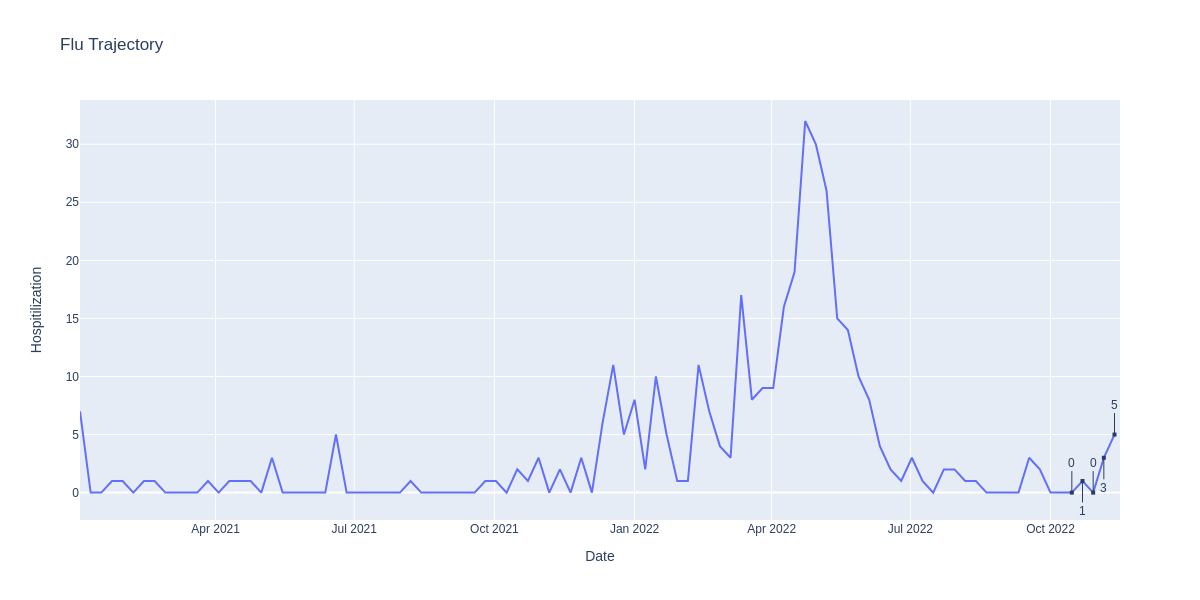 Flu Trajectory
Hospitilization
30
25
20
15
10
5
0
5
0
0
3
1
Apr 2021
Jul 2021
Oct 2021
Jan 2022
Apr 2022
Jul 2022
Oct 2022
Date